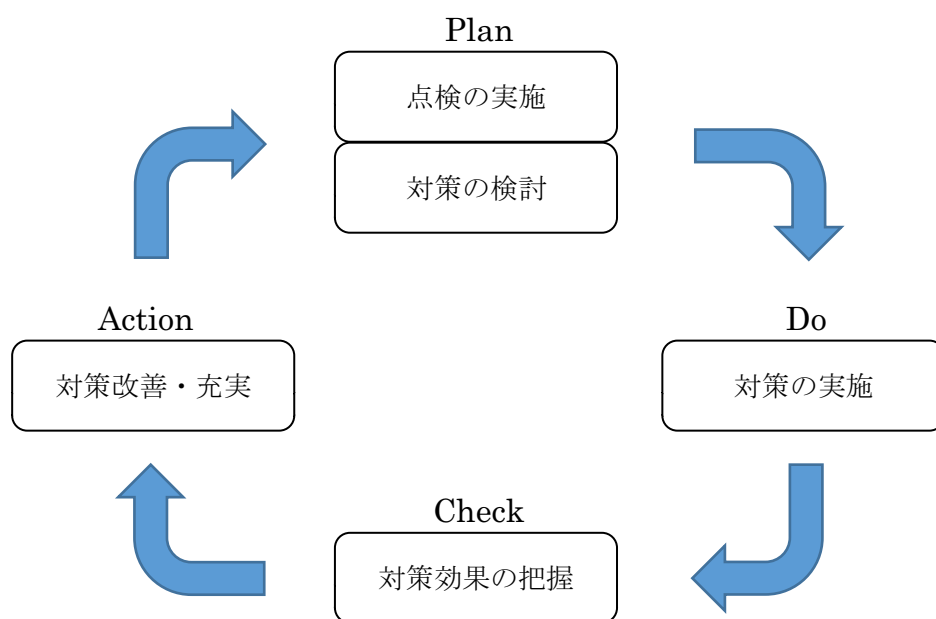 Plan
点検の実施
対策の検討
Action
対策改善・充実
Do
対策の実施
Check
対策効果の把握